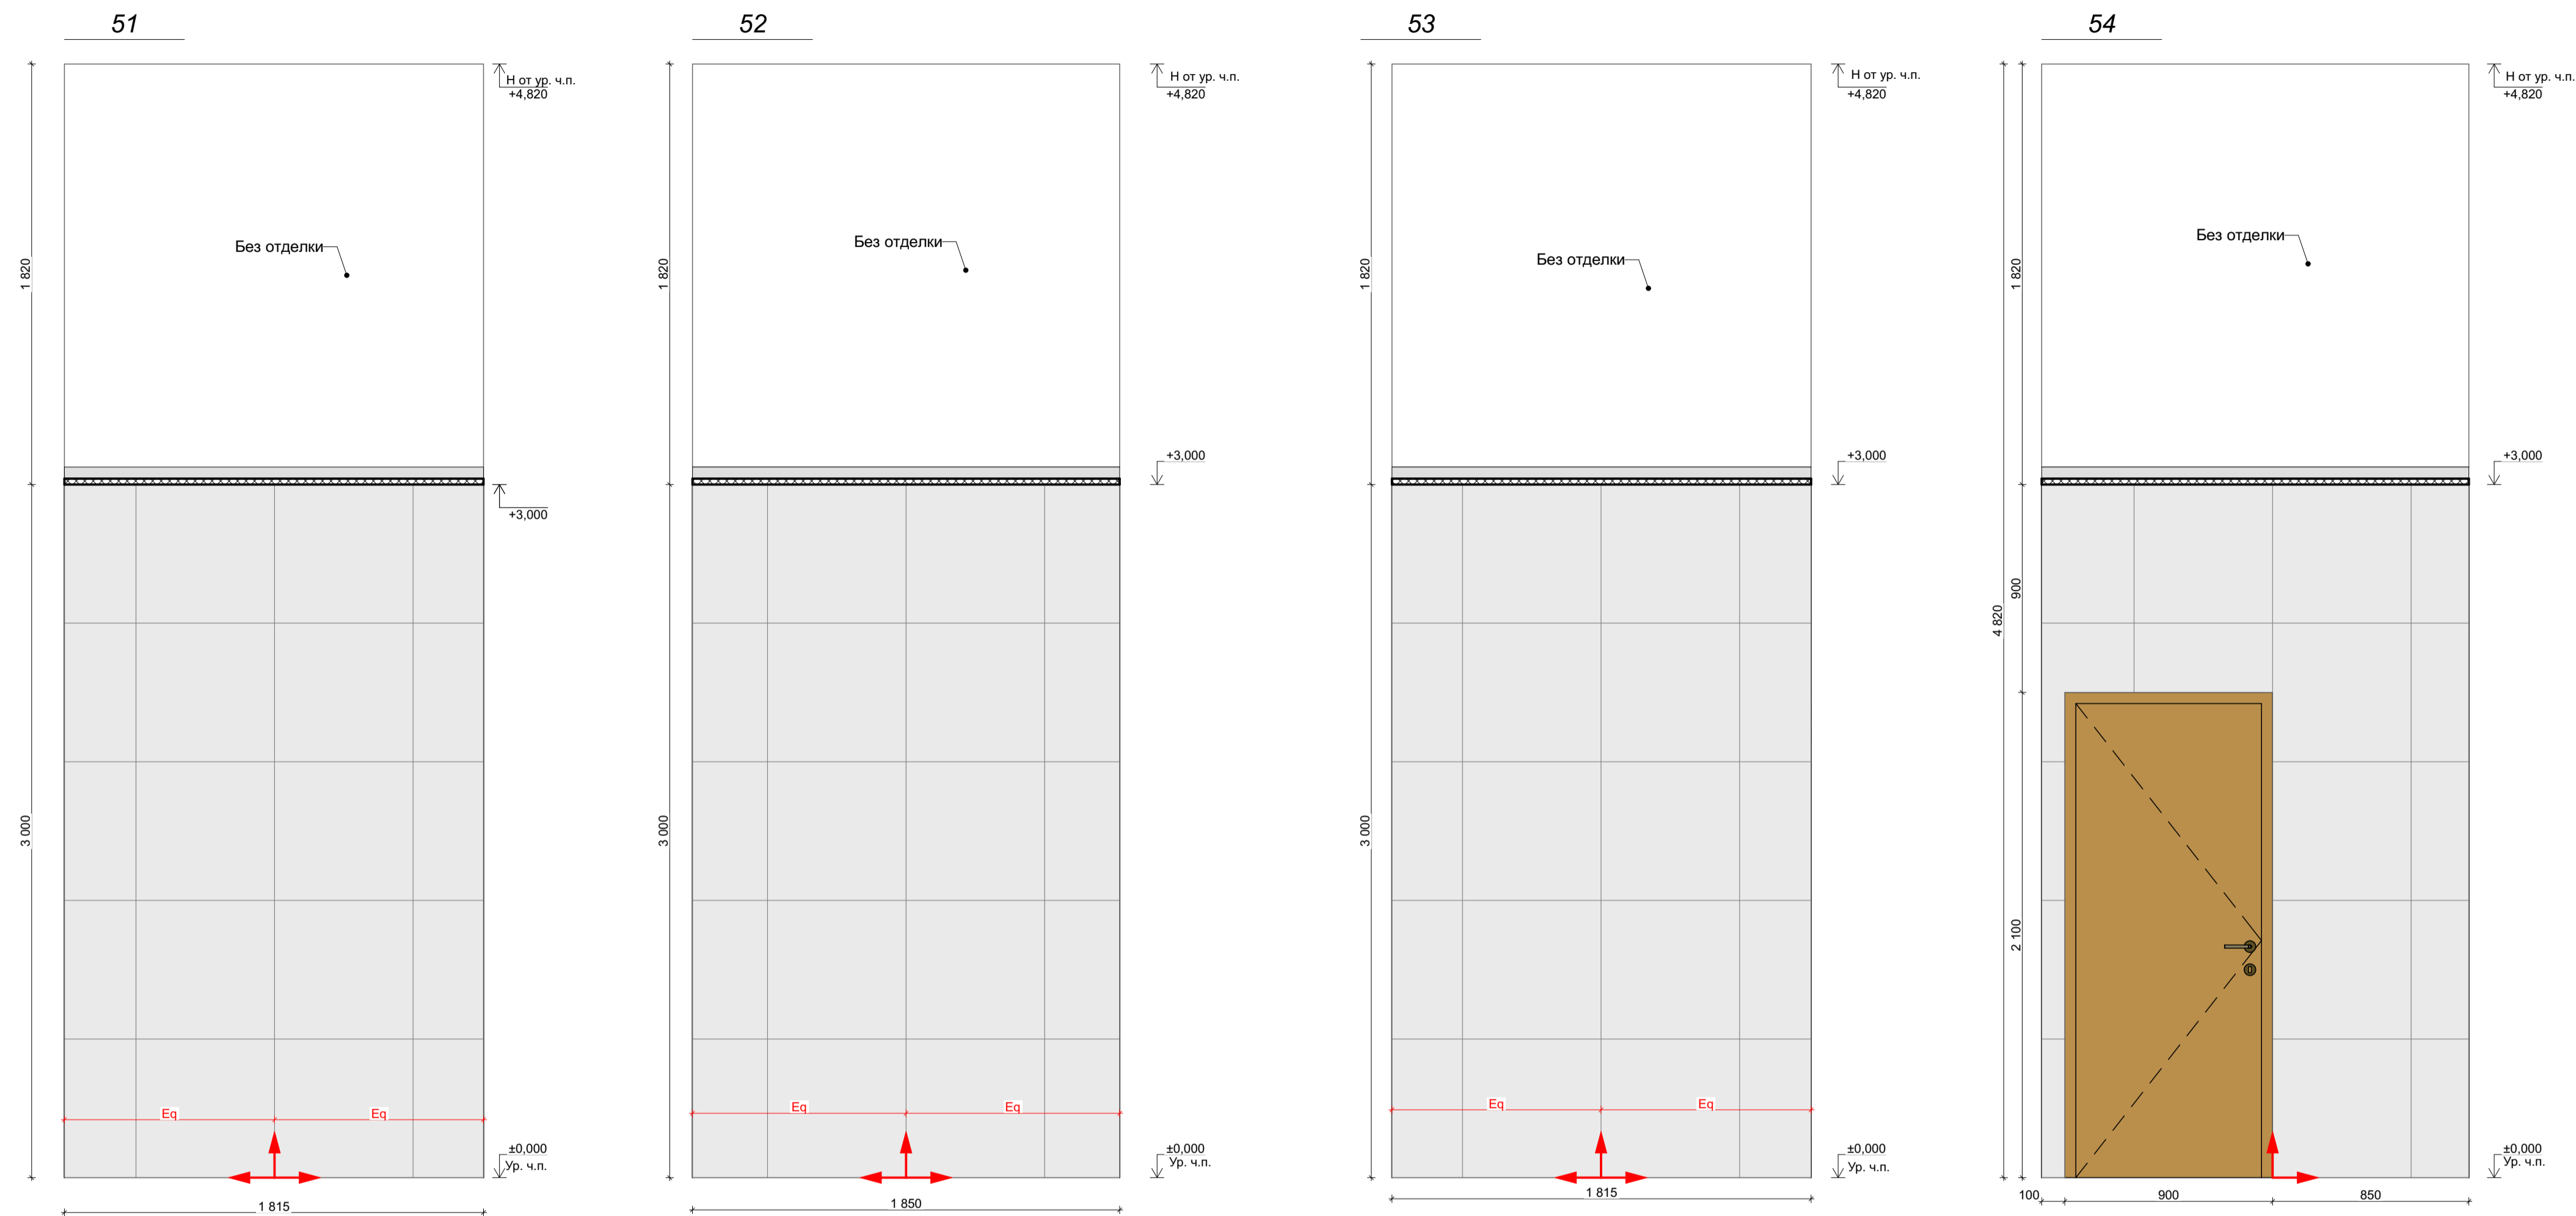 51
Н от ур. ч.п.
+4,820
Без отделки
1 820
+3,000
3 000
Eq
Eq
±0,000
Ур. ч.п.
1 815
52
Н от ур. ч.п.
+4,820
Без отделки
1 820
+3,000
3 000
Eq
Eq
±0,000
Ур. ч.п.
1 850
53
Н от ур. ч.п.
+4,820
Без отделки
1 820
+3,000
3 000
Eq
Eq
±0,000
Ур. ч.п.
1 815
54
Н от ур. ч.п.
+4,820
Без отделки
1 820
+3,000
900
4 820
2 100
±0,000
Ур. ч.п.
100
900
850